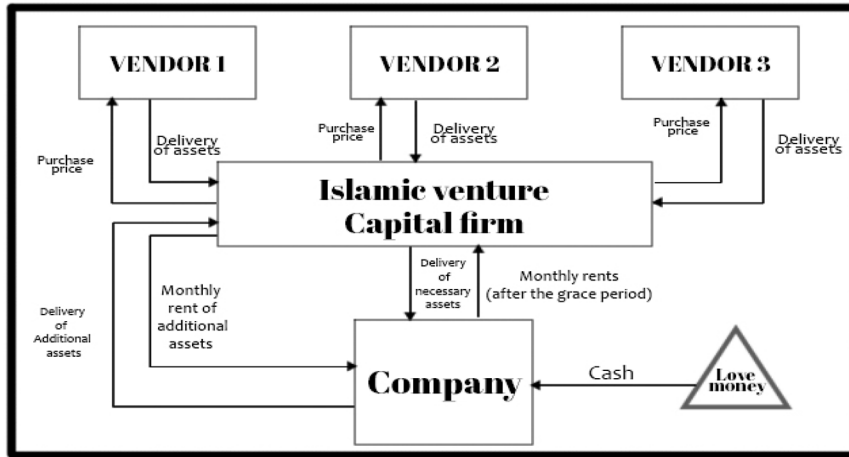 VENDOR 1
VENDOR 2
VENDOR 3
Purchase
price
Delivery
of assets
Purchase
price
Delivery
of assets
Purchase
price
Delivery
of assets
Islamic venture
Capital firm
Delivery
of
Additional
assets
Monthly
rent of
additional
assets
Delivery
of
necessary
assets
Monthly rents
(after the grace period)
Company
Cash
Love
money